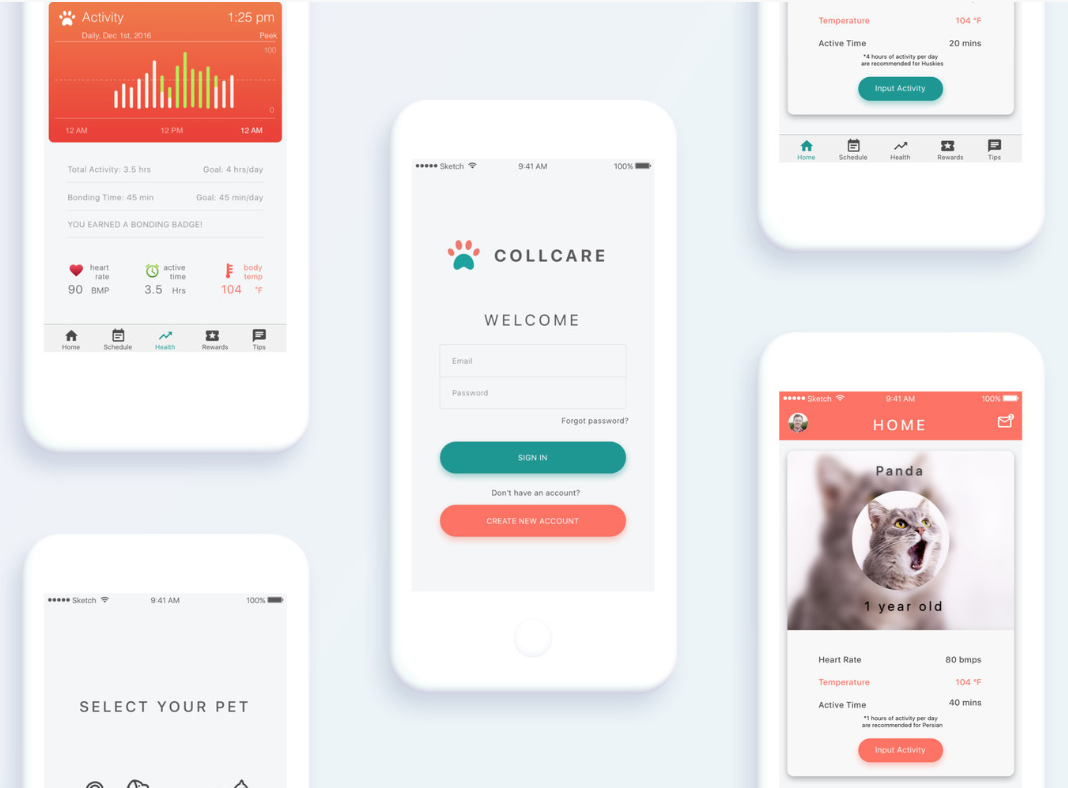 Activity 1:25 pm
Daily, Dec 1st, 2016 Peek
100
0
12 AM 12 PM 12 AM
Total Activity: 3.5 hrs Goal: 4 hrs/day
Bonding Time: 45 min Goal: 45 min/day
YOU EARNED A BONDING BADGE!
heart rate
90 BMP
active time
3.5 Hrs
body temp
104 °F
Home Schedule Health Rewards Tips
Sketch 9:41 AM 100%
SELECT YOUR PET
Sketch 9:41 AM 100%
COLLCARE
WELCOME
Email
Password
Forgot password?
SIGN IN
Don't have an account?
CREATE NEW ACCOUNT
Temperature 104 °F
Active Time 20 mins
*4 hours of activity per day
are recommended for Huskies
Input Activity
Home Schedule Health Rewards Tips
Sketch 9:41 AM 100%
HOME
Panda
1 year old
Heart Rate 80 bmps
Temperature 104 °F
Active Time 40 mins
*1 hours of activity per day
are recommended for Persian
Input Activity